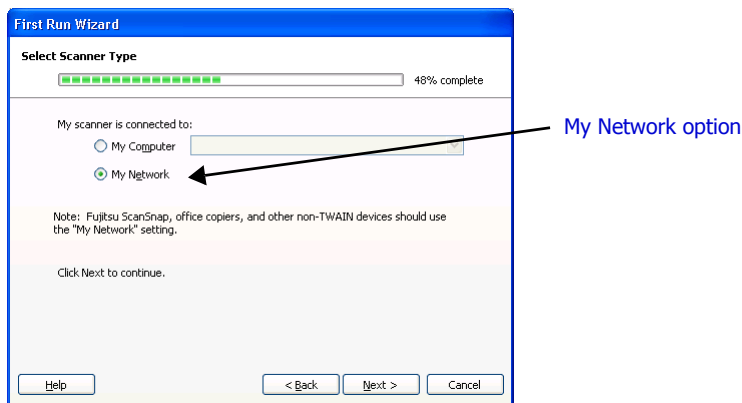 First Run Wizard
Select Scanner Type
48% complete
My scanner is connected to:
My Computer
My Network option
My Network
Note: Fujitsu ScanSnap, office copiers, and other non-TWAIN devices should use
the "My Network" setting.
Click Next to continue.
Help
< Back
Next >
Cancel